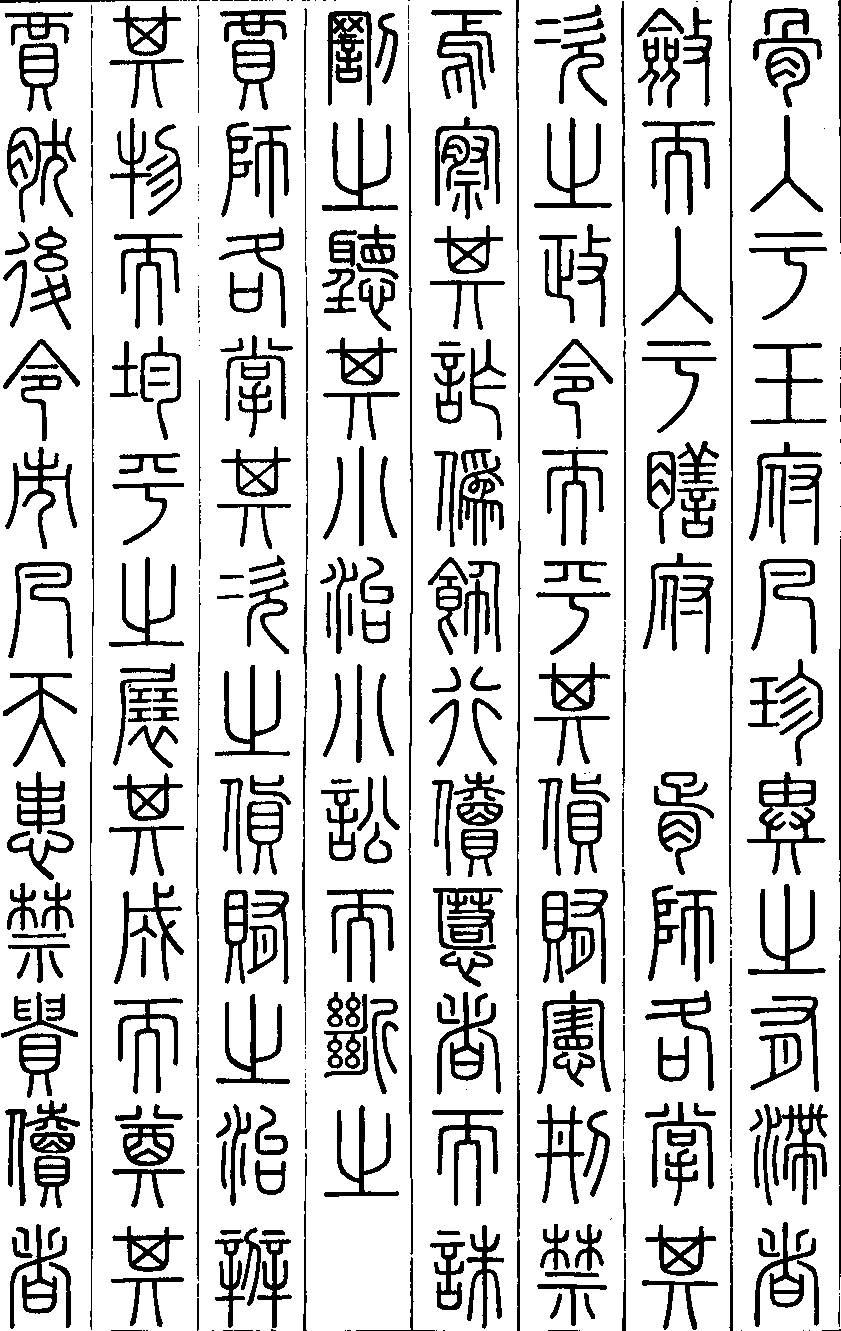 骨入于玉府凡珍異之有滯者
斂而入于膳府　胥師各掌其
次之政令而平其貨賄憲刑禁
焉察其詐偽飾行儥慝者而誅
罰之聽其小治小訟而斷之
賈師各掌其次之貨賄之治辨
其物而均平之展其成而奠其
賈然後令市凡天患禁貴儥者